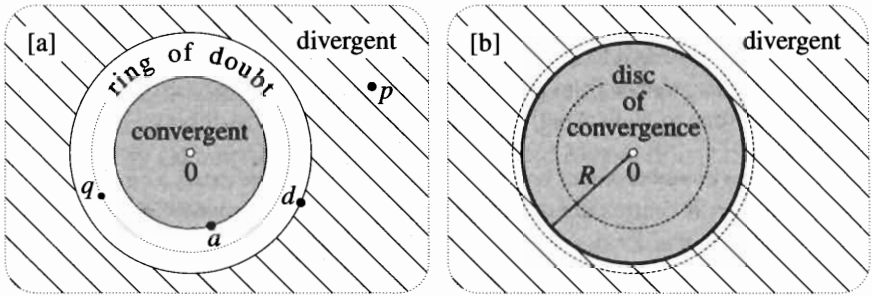 [a]
ring of doubt
divergent
p
convergent
0
q
d
a
[b]
divergent
disc
of
convergence
R
0